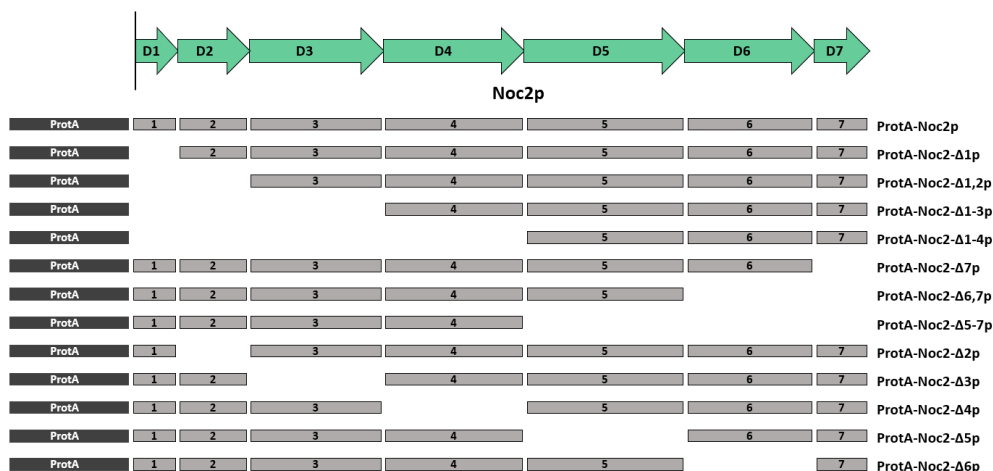 D1 D2 D3 D4 D5 D6 D7
Noc2p
ProtA 1 2 3 4 5 6 7 ProtA-Noc2p
ProtA 2 3 4 5 6 7 ProtA-Noc2-Δ1p
ProtA 3 4 5 6 7 ProtA-Noc2-Δ1,2p
ProtA 4 5 6 7 ProtA-Noc2-Δ1-3p
ProtA 5 6 7 ProtA-Noc2-Δ1-4p
ProtA 1 2 3 4 5 6 ProtA-Noc2-Δ7p
ProtA 1 2 3 4 5 ProtA-Noc2-Δ6,7p
ProtA 1 2 3 4 ProtA-Noc2-Δ5-7p
ProtA 1 3 4 5 6 7 ProtA-Noc2-Δ2p
ProtA 1 2 4 5 6 7 ProtA-Noc2-Δ3p
ProtA 1 2 3 5 6 7 ProtA-Noc2-Δ4p
ProtA 1 2 3 4 6 7 ProtA-Noc2-Δ5p
ProtA 1 2 3 4 5 7 ProtA-Noc2-Δ6p